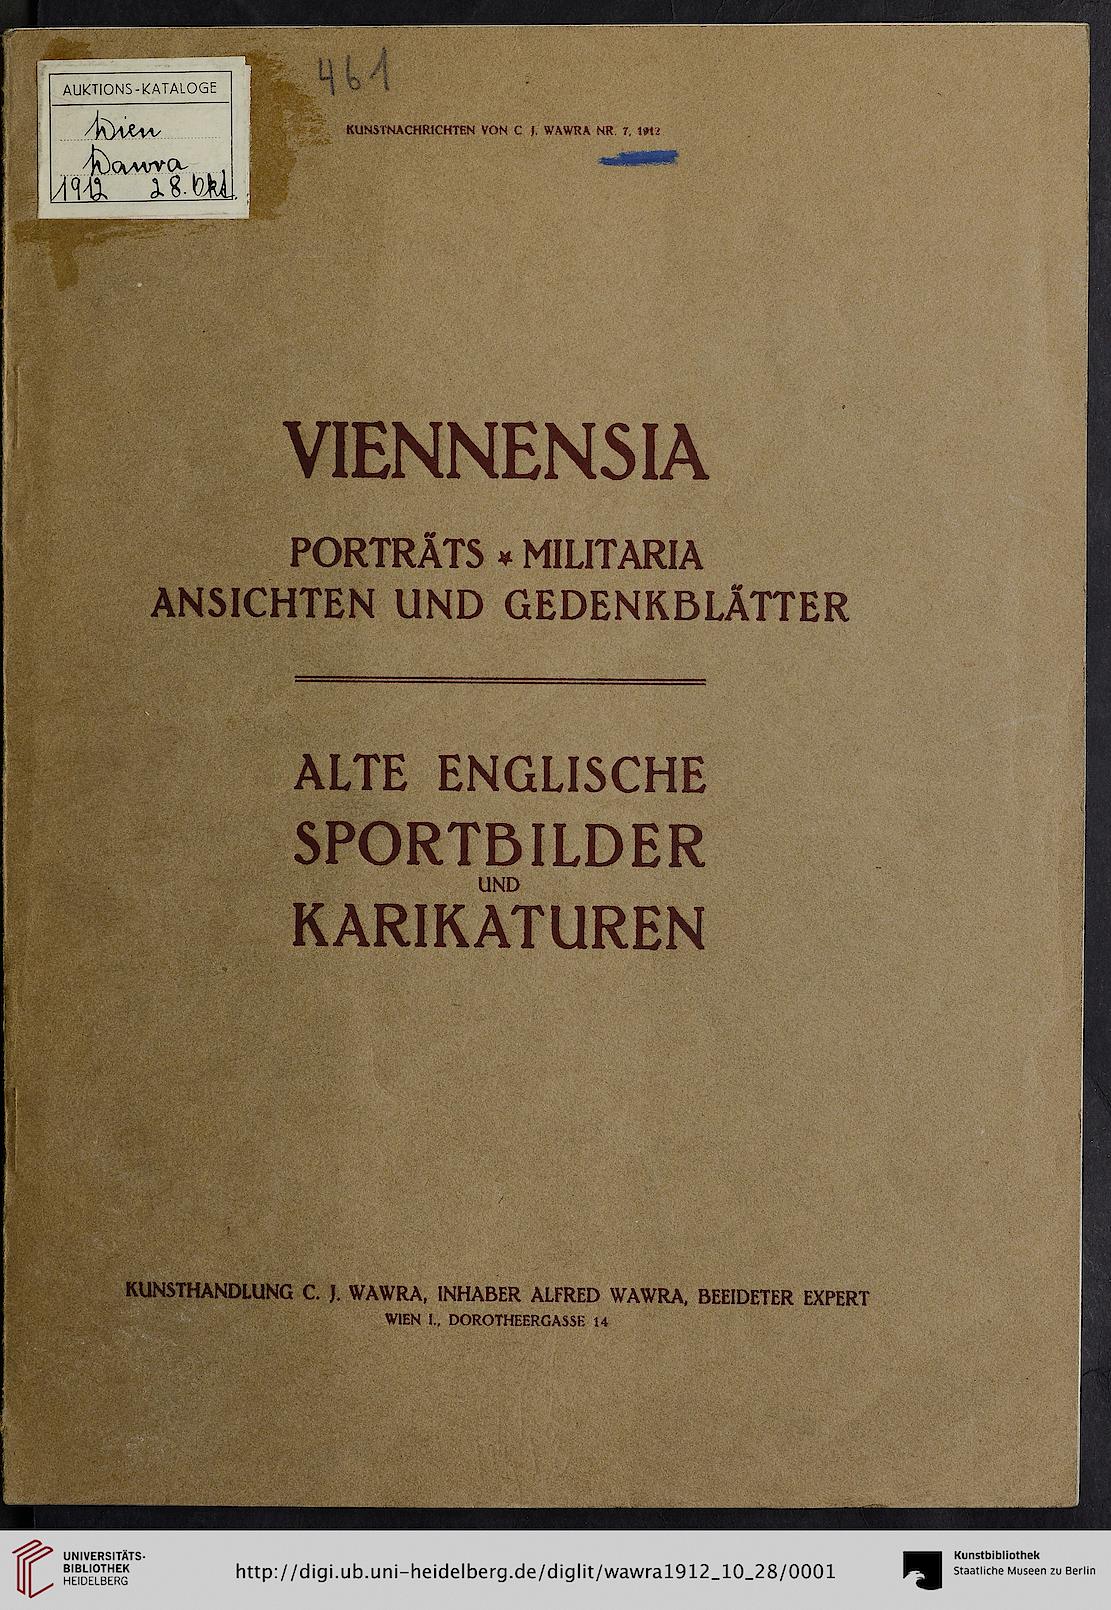 461
AUKTIONS-KATALOGE
Wien
Wawra
1912 28. Okt.
KUNSTNACHRICHTEN VON C. J. WAWRA NR. 7, 1912
VIENNENSIA
PORTRÄTS * MILITARIA
ANSICHTEN UND GEDENKBLÄTTER
ALTE ENGLISCHE
SPORTBILDER
UND
KARIKATUREN
KUNSTHANDLUNG C. J. WAWRA, INHABER ALFRED WAWRA, BEEIDETER EXPERT
WIEN I., DOROTHEERGASSE 14
UNIVERSITÄTS-
BIBLIOTHEK
HEIDELBERG
http://digi.ub.uni-heidelberg.de/diglit/wawra1912_10_28/0001
Kunstbibliothek
Staatliche Museen zu Berlin